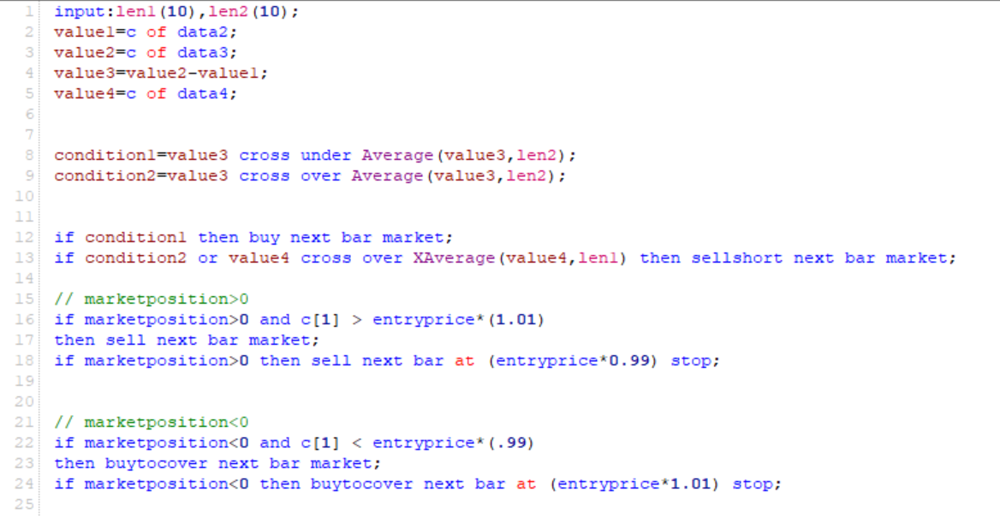 1 input:len1(10),len2(10);
2 value1=c of data2;
3 value2=c of data3;
4 value3=value2-value1;
5 value4=c of data4;
6
7
8 condition1=value3 cross under Average(value3,len2);
9 condition2=value3 cross over Average(value3,len2);
10
11
12 if condition1 then buy next bar market;
13 if condition2 or value4 cross over XAverage(value4,len1) then sellshort next bar market;
14
15 // marketposition>0
16 if marketposition>0 and c[1] > entryprice*(1.01)
17 then sell next bar market;
18 if marketposition>0 then sell next bar at (entryprice*0.99) stop;
19
20
21 // marketposition<0
22 if marketposition<0 and c[1] < entryprice*(.99)
23 then buytocover next bar market;
24 if marketposition<0 then buytocover next bar at (entryprice*1.01) stop;
25